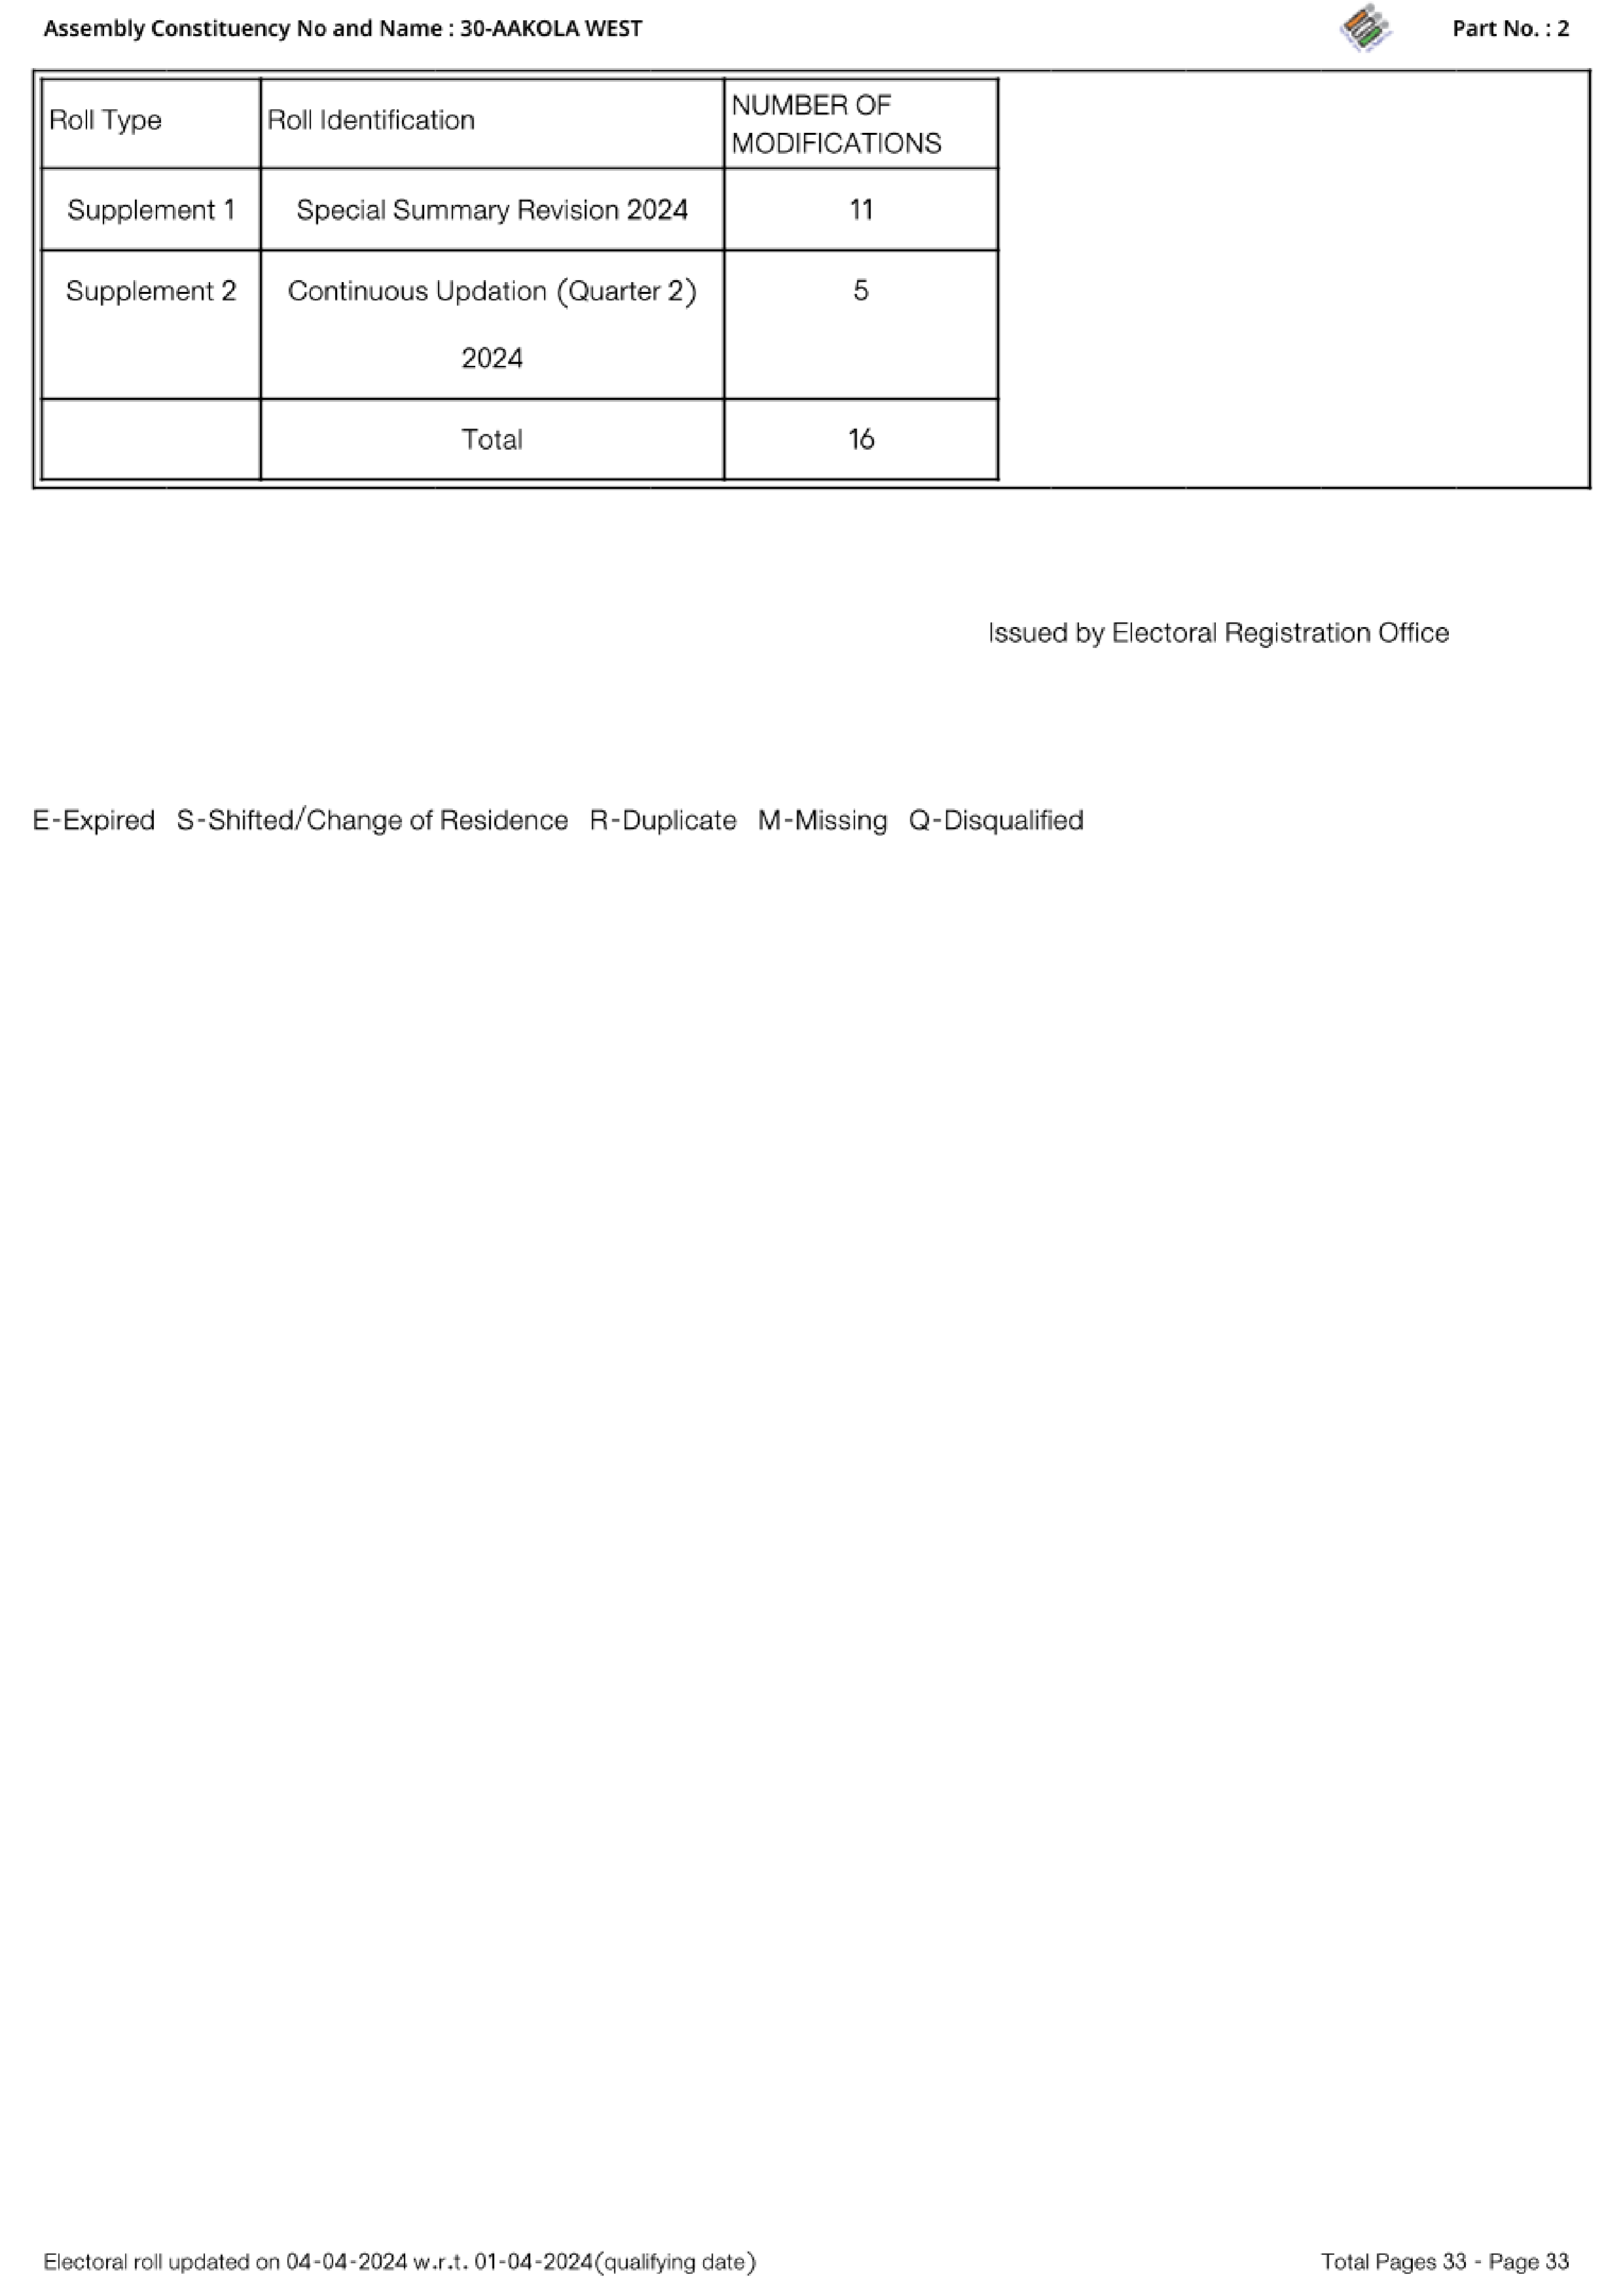 Assembly Constituency No and Name : 30-AAKOLA WEST
Part No. : 2
Roll Type Roll Identification NUMBER OF
MODIFICATIONS
Supplement 1 Special Summary Revision 2024 11
Supplement 2 Continuous Updation (Quarter 2) 5
2024
Total 16
Issued by Electoral Registration Office
E-Expired S-Shifted/Change of Residence R-Duplicate M-Missing Q-Disqualified
Electoral roll updated on 04-04-2024 w.r.t. 01-04-2024(qualifying date)
Total Pages 33 - Page 33